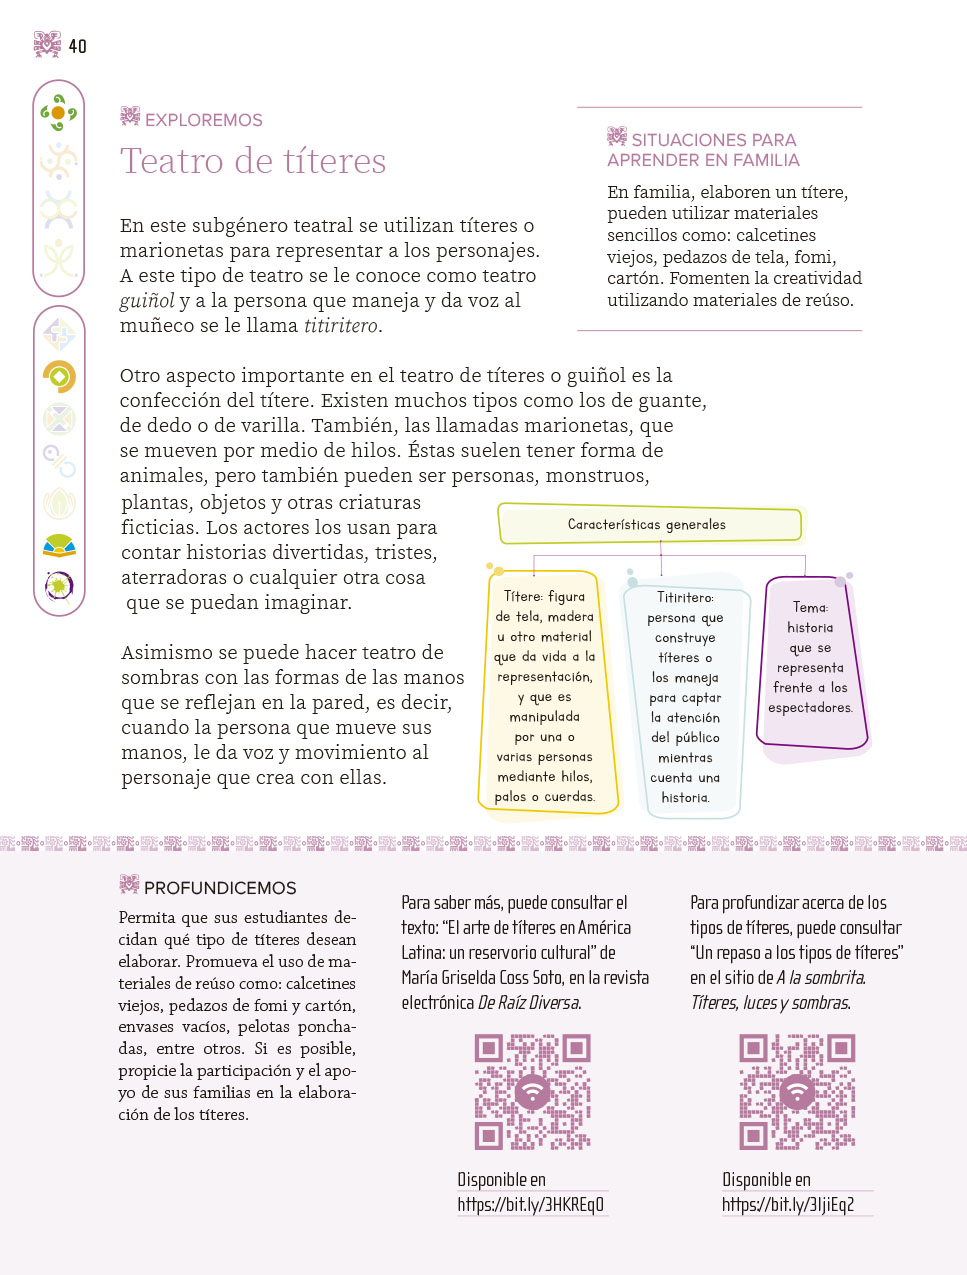 40
EXPLOREMOS
Teatro de títeres
En este subgénero teatral se utilizan títeres o
marionetas para representar a los personajes.
A este tipo de teatro se le conoce como teatro
guiñol y a la persona que maneja y da voz al
muñeco se le llama titiritero.
SITUACIONES PARA
APRENDER EN FAMILIA
En familia, elaboren un títere,
pueden utilizar materiales
sencillos como: calcetines
viejos, pedazos de tela, fomi,
cartón. Fomenten la creatividad
utilizando materiales de reúso.
Otro aspecto importante en el teatro de títeres o guiñol es la
confección del títere. Existen muchos tipos como los de guante,
de dedo o de varilla. También, las llamadas marionetas, que
se mueven por medio de hilos. Éstas suelen tener forma de
animales, pero también pueden ser personas, monstruos,
plantas, objetos y otras criaturas
ficticias. Los actores los usan para
contar historias divertidas, tristes,
aterradoras o cualquier otra cosa
que se puedan imaginar.
Asimismo se puede hacer teatro de
sombras con las formas de las manos
que se reflejan en la pared, es decir,
cuando la persona que mueve sus
manos, le da voz y movimiento al
personaje que crea con ellas.
Características generales
Títere: figura
de tela, madera
u otro material
que da vida a la
representación,
y que es
manipulada
por una o
varias personas
mediante hilos,
palos o cuerdas.
Titiritero:
persona que
construye
títeres o
los maneja
para captar
la atención
del público
mientras
cuenta una
historia.
Tema:
historia
que se
representa
frente a los
espectadores.
PROFUNDICEMOS
Permita que sus estudiantes de-
cidan qué tipo de títeres desean
elaborar. Promueva el uso de ma-
teriales de reúso como: calcetines
viejos, pedazos de fomi y cartón,
envases vacíos, pelotas poncha-
das, entre otros. Si es posible,
propicie la participación y el apo-
yo de sus familias en la elabora-
ción de los títeres.
Para saber más, puede consultar el
texto: “El arte de títeres en América
Latina: un reservorio cultural” de
María Griselda Coss Soto, en la revista
electrónica De Raíz Diversa.
Disponible en
https://bit.ly/3HKREqO
Para profundizar acerca de los
tipos de títeres, puede consultar
“Un repaso a los tipos de títeres”
en el sitio de A la sombrita.
Títeres, luces y sombras.
Disponible en
https://bit.ly/3IjiEq2